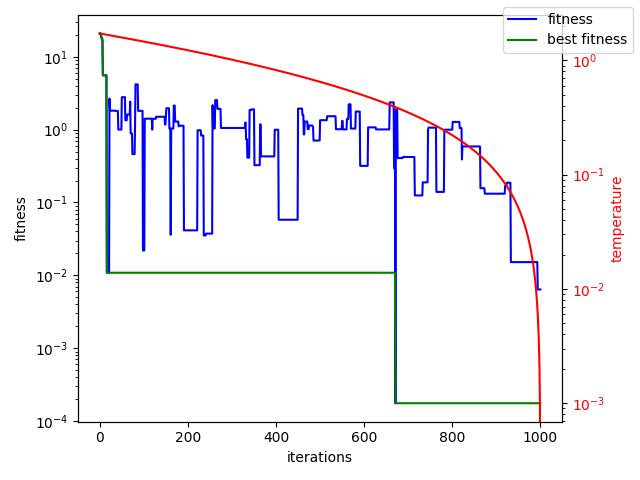 fitness
best fitness
10¹
10⁰
10⁻¹
10⁻²
10⁻³
10⁻⁴
fitness
10⁰
10⁻¹
10⁻²
10⁻³
temperature
0 200 400 600 800 1000
iterations